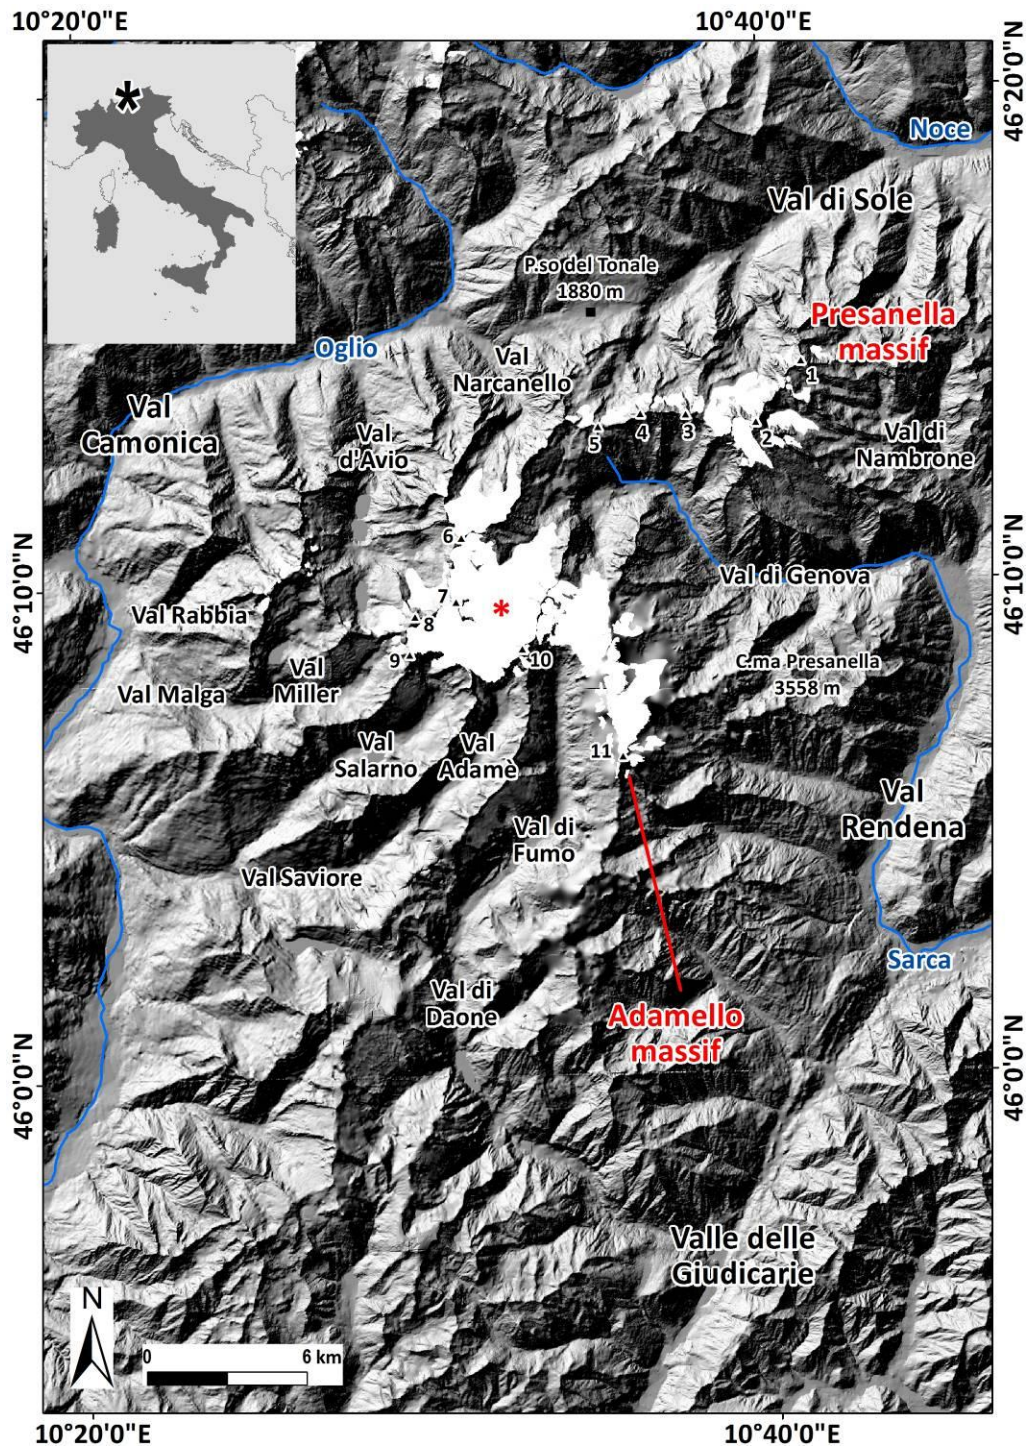 10°20'0"E
10°40'0"E
46°20'0"N
*
Noce
Val di Sole
P.so del Tonale
1880 m
Presanella
massif
Oglio
Val
Narcanello
1
Val
Camonica
Val
d'Avio
5
4
3
2
Val di
Nambrone
6
46°10'0"N
46°10'0"N
Val di Genova
7
*
Val Rabbia
8
9
10
C.ma Presanella
3558 m
Val
Miller
Val Malga
Val
Salarno
Val
Adamè
11
Val
Rendena
Val di
Fumo
Val Saviore
Sarca
Val di
Daone
Adamello
massif
46°0'0"N
46°0'0"N
Valle delle
Giudicarie
N
0
6 km
10°20'0"E
10°40'0"E